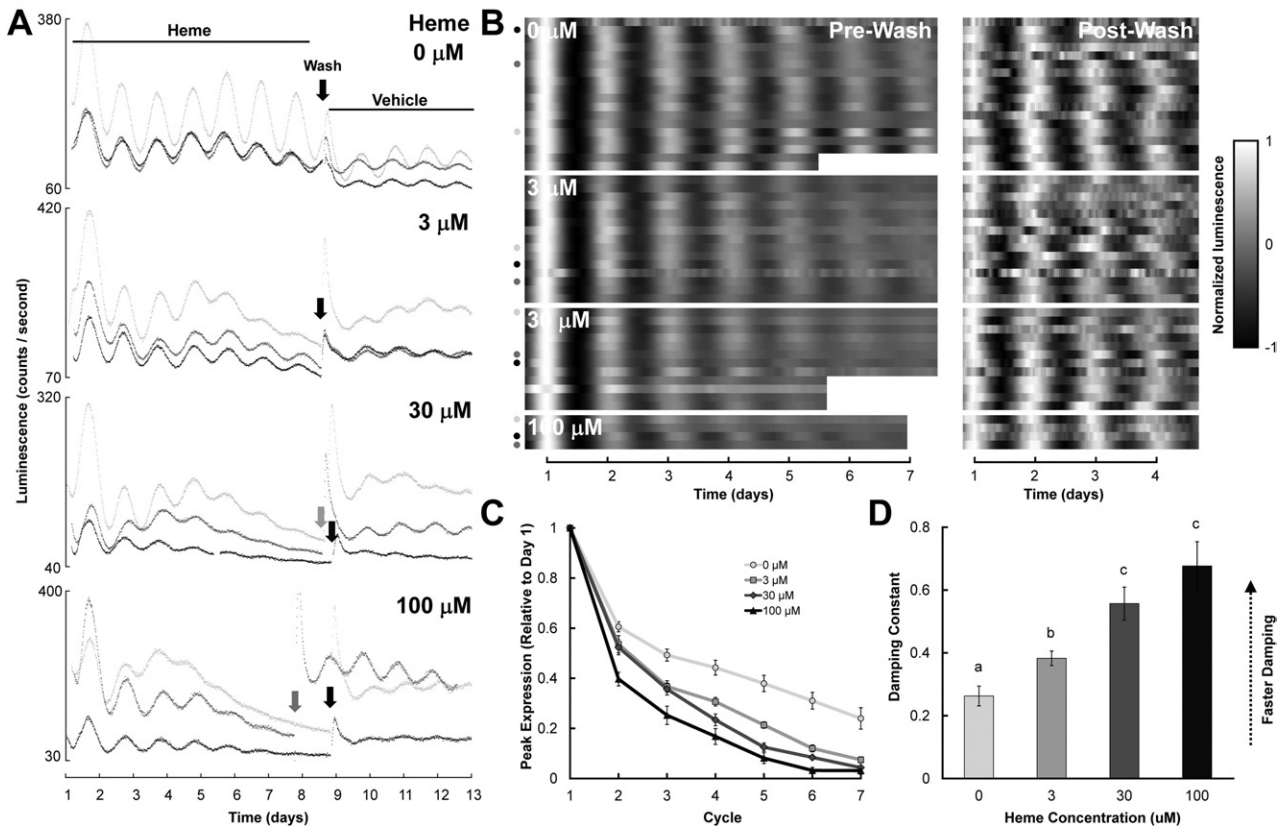 A
380
Heme
Heme
0 μM
Wash
Vehicle
60
420
3 μM
70
320
30 μM
40
400
100 μM
30
Luminescence (counts / second)
1 2 3 4 5 6 7 8 9 10 11 12 13
Time (days)
B
0 μM
Pre-Wash
Post-Wash
3 μM
30 μM
100 μM
1 2 3 4 5 6 7
Time (days)
1 2 3 4
Time (days)
1
0
-1
Normalized luminescence
C
Peak Expression (Relative to Day 1)
1
0.8
0.6
0.4
0.2
0
0 μM
3 μM
30 μM
100 μM
1 2 3 4 5 6 7
Cycle
D
Damping Constant
0.8
0.6
0.4
0.2
0
a
b
c
c
0 3 30 100
Heme Concentration (uM)
Faster Damping